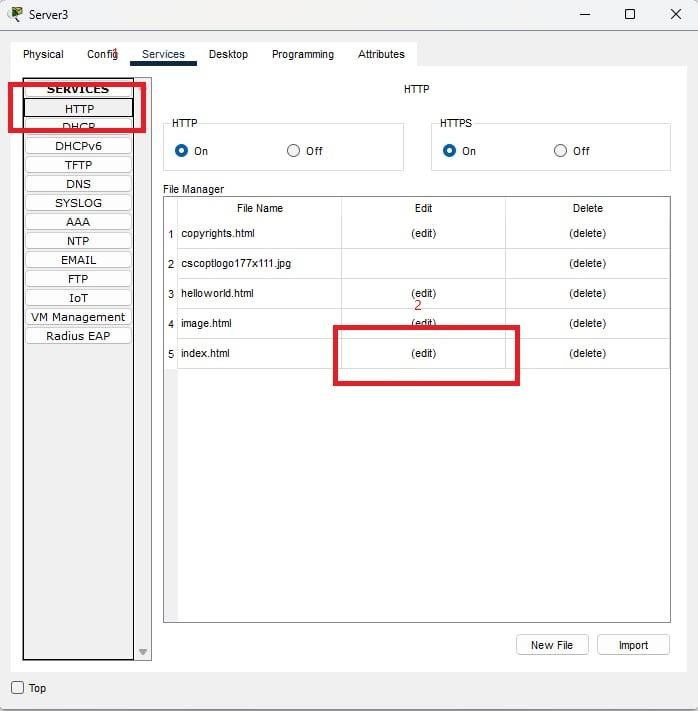 Server3
Physical Config 1 Services Desktop Programming Attributes
SERVICES
HTTP
DHCP
DHCPv6
TFTP
DNS
SYSLOG
AAA
NTP
EMAIL
FTP
IoT
VM Management
Radius EAP
HTTP
HTTP
On Off
HTTPS
On Off
File Manager
File Name Edit Delete
1 copyrights.html (edit) (delete)
2 cscoptlogo177x111.jpg (delete)
3 helloworld.html (edit) (delete)
2
4 image.html (edit) (delete)
5 index.html (edit) (delete)
New File Import
Top